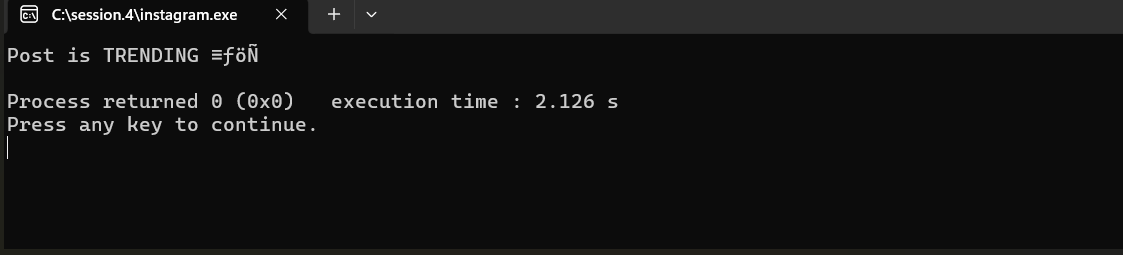 C:\session.4\instagram.exe
Post is TRENDING ≡ƒöÑ
Process returned 0 (0x0)   execution time : 2.126 s
Press any key to continue.